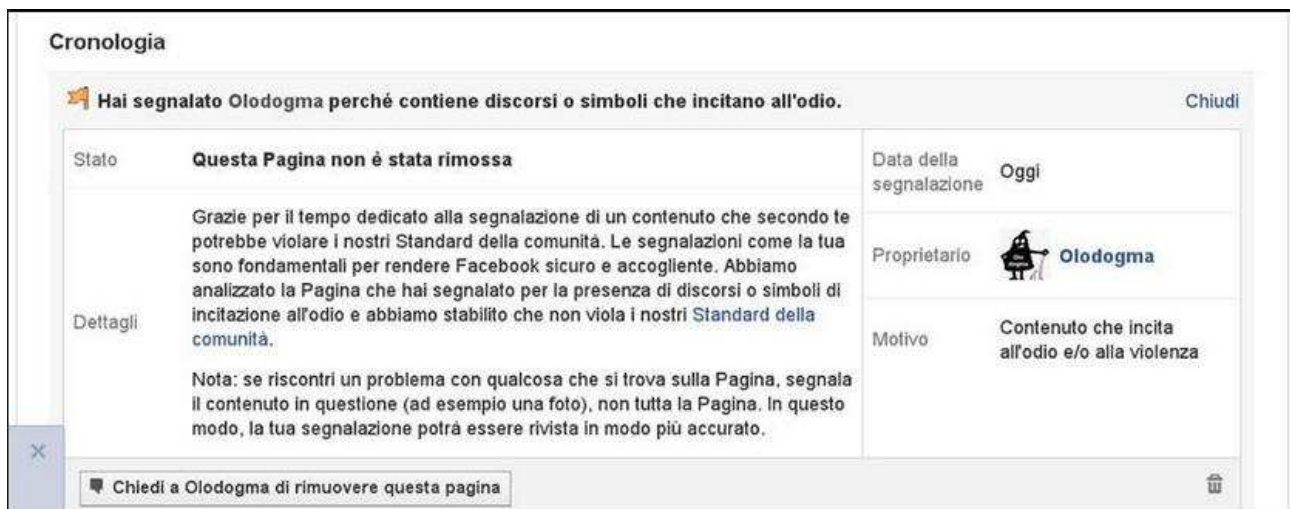 Cronologia
Hai segnalato Olodogma perché contiene discorsi o simboli che incitano all'odio.
Chiudi
Stato
Questa Pagina non è stata rimossa
Dettagli
Grazie per il tempo dedicato alla segnalazione di un contenuto che secondo te
potrebbe violare i nostri Standard della comunità. Le segnalazioni come la tua
sono fondamentali per rendere Facebook sicuro e accogliente. Abbiamo
analizzato la Pagina che hai segnalato per la presenza di discorsi o simboli di
incitazione all'odio e abbiamo stabilito che non viola i nostri Standard della
comunità.
Nota: se riscontri un problema con qualcosa che si trova sulla Pagina, segnala
il contenuto in questione (ad esempio una foto), non tutta la Pagina. In questo
modo, la tua segnalazione potrà essere rivista in modo più accurato.
Data della
segnalazione
Oggi
Proprietario
Olodogma
Motivo
Contenuto che incita
all'odio e/o alla violenza
Chiedi a Olodogma di rimuovere questa pagina